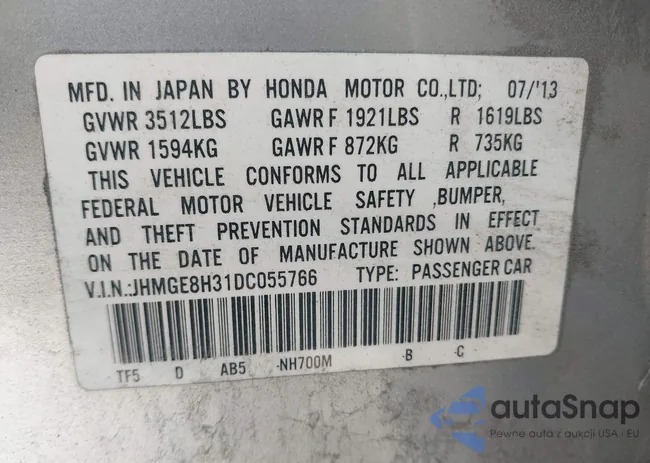 MFD. IN JAPAN BY HONDA MOTOR CO.,LTD; 07/'13
GVWR 3512LBS GAWR F 1921LBS R 1619LBS
GVWR 1594KG GAWR F 872KG R 735KG
THIS VEHICLE CONFORMS TO ALL APPLICABLE
FEDERAL MOTOR VEHICLE SAFETY ,BUMPER,
AND THEFT PREVENTION STANDARDS IN EFFECT
ON THE DATE OF MANUFACTURE SHOWN ABOVE.
V.I.N.:JHMGE8H31DC055766 TYPE: PASSENGER CAR
TF5 D AB5 -NH700M -B -C
autaSnap
Pewne auta z aukcji USA · EU